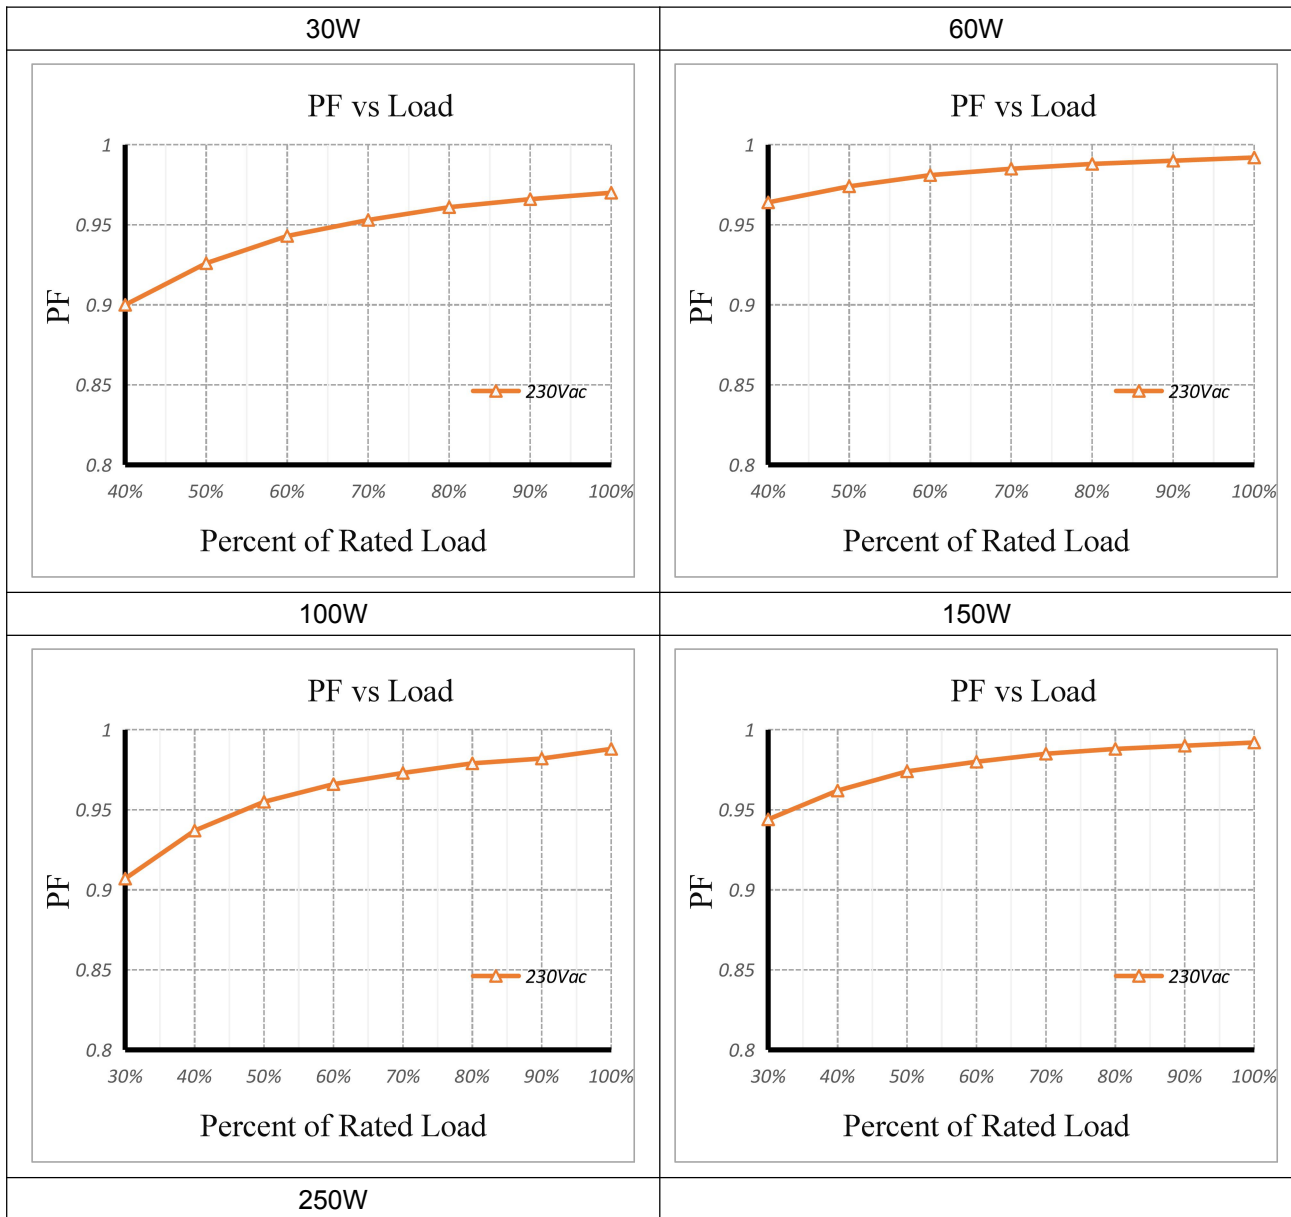 30W
60W
PF vs Load
1
0.95
0.9
0.85
0.8
PF
230Vac
40% 50% 60% 70% 80% 90% 100%
Percent of Rated Load
PF vs Load
1
0.95
0.9
0.85
0.8
PF
230Vac
40% 50% 60% 70% 80% 90% 100%
Percent of Rated Load
100W
150W
PF vs Load
1
0.95
0.9
0.85
0.8
PF
230Vac
30% 40% 50% 60% 70% 80% 90% 100%
Percent of Rated Load
PF vs Load
1
0.95
0.9
0.85
0.8
PF
230Vac
30% 40% 50% 60% 70% 80% 90% 100%
Percent of Rated Load
250W